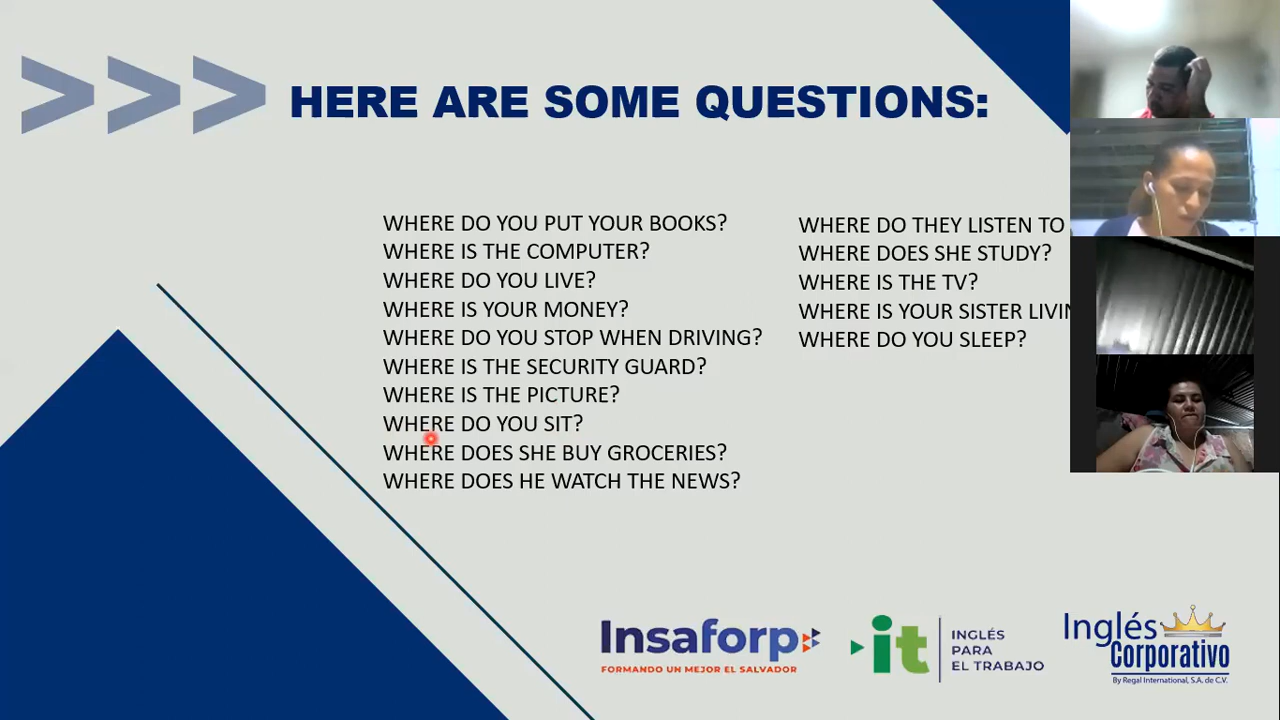 HERE ARE SOME QUESTIONS:
WHERE DO YOU PUT YOUR BOOKS?
WHERE IS THE COMPUTER?
WHERE DO YOU LIVE?
WHERE IS YOUR MONEY?
WHERE DO YOU STOP WHEN DRIVING?
WHERE IS THE SECURITY GUARD?
WHERE IS THE PICTURE?
WHERE DO YOU SIT?
WHERE DOES SHE BUY GROCERIES?
WHERE DOES HE WATCH THE NEWS?
WHERE DO THEY LISTEN TO
WHERE DOES SHE STUDY?
WHERE IS THE TV?
WHERE IS YOUR SISTER
WHERE DO YOU SLEEP?
Insaforp
FORMANDO UN MEJOR EL SALVADOR
it
INGLÉS
PARA
EL TRABAJO
Inglés
Corporativo
By Regal International, S.A. de C.V.